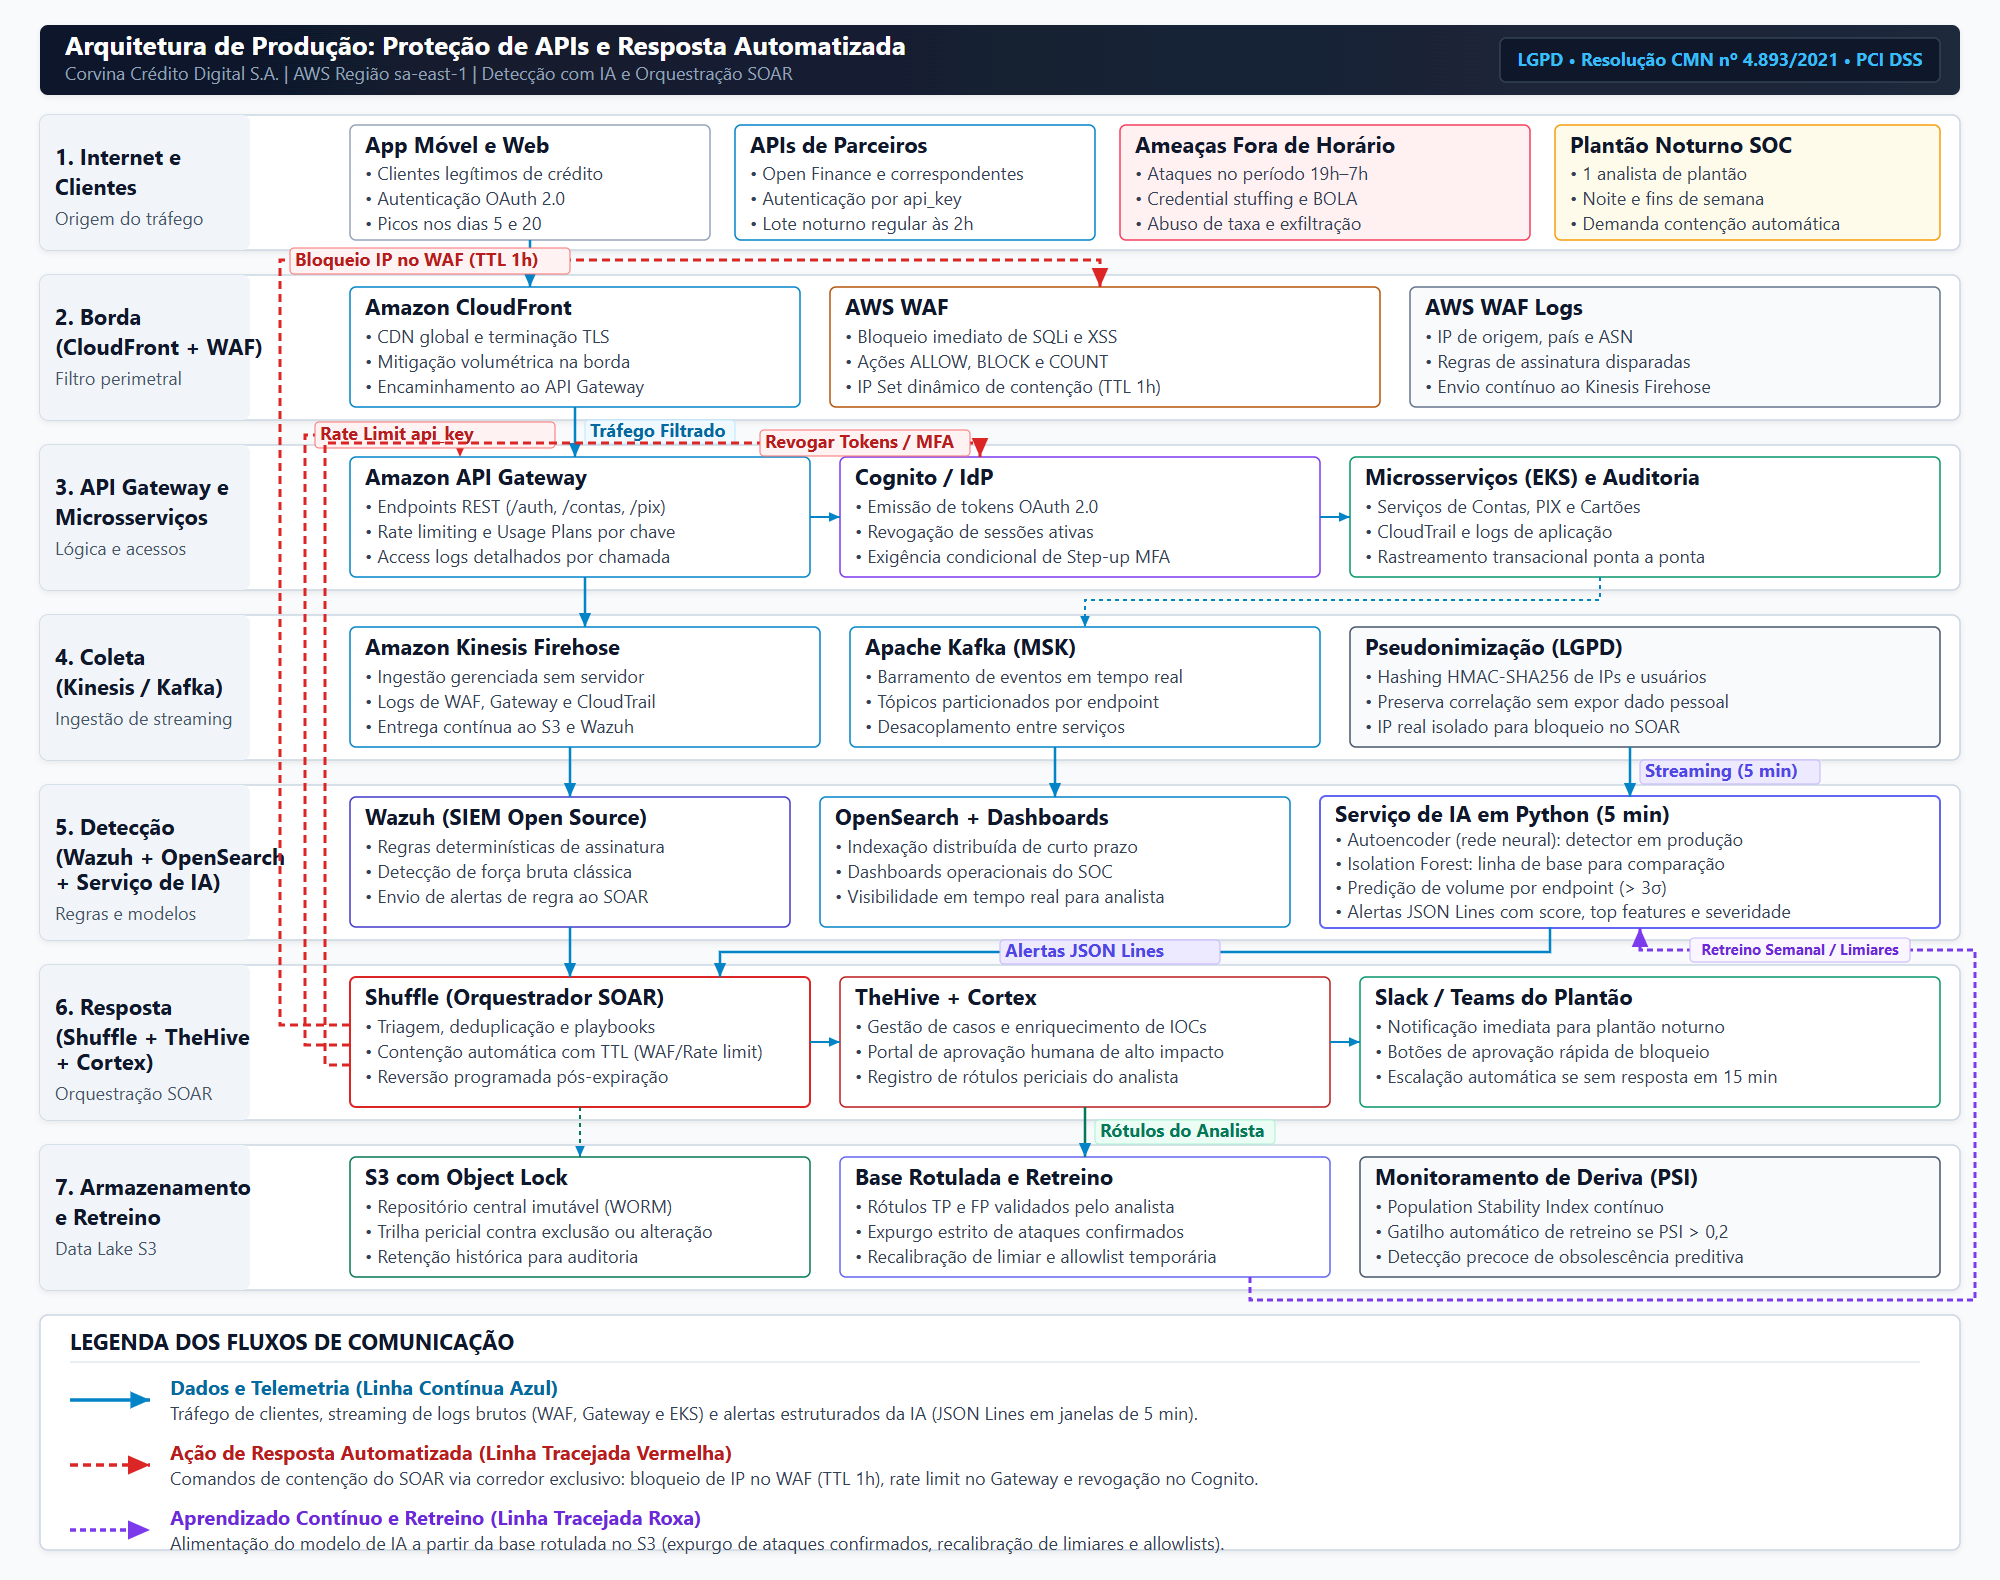 Arquitetura de Produção: Proteção de APIs e Resposta Automatizada
Corvina Crédito Digital S.A. | AWS Região sa-east-1 | Detecção com IA e Orquestração SOAR
LGPD • Resolução CMN nº 4.893/2021 • PCI DSS
1. Internet e
Clientes
Origem do tráfego
App Móvel e Web
• Clientes legítimos de crédito
• Autenticação OAuth 2.0
• Picos nos dias 5 e 20
APIs de Parceiros
• Open Finance e correspondentes
• Autenticação por api_key
• Lote noturno regular às 2h
Ameaças Fora de Horário
• Ataques no período 19h–7h
• Credential stuffing e BOLA
• Abuso de taxa e exfiltração
Plantão Noturno SOC
• 1 analista de plantão
• Noite e fins de semana
• Demanda contenção automática
Bloqueio IP no WAF (TTL 1h)
2. Borda
(CloudFront + WAF)
Filtro perimetral
Amazon CloudFront
• CDN global e terminação TLS
• Mitigação volumétrica na borda
• Encaminhamento ao API Gateway
AWS WAF
• Bloqueio imediato de SQLi e XSS
• Ações ALLOW, BLOCK e COUNT
• IP Set dinâmico de contenção (TTL 1h)
AWS WAF Logs
• IP de origem, país e ASN
• Regras de assinatura disparadas
• Envio contínuo ao Kinesis Firehose
Rate Limit api_key
Tráfego Filtrado
Revogar Tokens / MFA
3. API Gateway e
Microsserviços
Lógica e acessos
Amazon API Gateway
• Endpoints REST (/auth, /contas, /pix)
• Rate limiting e Usage Plans por chave
• Access logs detalhados por chamada
Cognito / IdP
• Emissão de tokens OAuth 2.0
• Revogação de sessões ativas
• Exigência condicional de Step-up MFA
Microsserviços (EKS) e Auditoria
• Serviços de Contas, PIX e Cartões
• CloudTrail e logs de aplicação
• Rastreamento transacional ponta a ponta
4. Coleta
(Kinesis / Kafka)
Ingestão de streaming
Amazon Kinesis Firehose
• Ingestão gerenciada sem servidor
• Logs de WAF, Gateway e CloudTrail
• Entrega contínua ao S3 e Wazuh
Apache Kafka (MSK)
• Barramento de eventos em tempo real
• Tópicos particionados por endpoint
• Desacoplamento entre serviços
Pseudonimização (LGPD)
• Hashing HMAC-SHA256 de IPs e usuários
• Preserva correlação sem expor dado pessoal
• IP real isolado para bloqueio no SOAR
Streaming (5 min)
5. Detecção
(Wazuh + OpenSearch
+ Serviço de IA)
Regras e modelos
Wazuh (SIEM Open Source)
• Regras determinísticas de assinatura
• Detecção de força bruta clássica
• Envio de alertas de regra ao SOAR
OpenSearch + Dashboards
• Indexação distribuída de curto prazo
• Dashboards operacionais do SOC
• Visibilidade em tempo real para analista
Serviço de IA em Python (5 min)
• Autoencoder (rede neural): detector em produção
• Isolation Forest: linha de base para comparação
• Predição de volume por endpoint (> 3σ)
• Alertas JSON Lines com score, top features e severidade
Alertas JSON Lines
Retreino Semanal / Limiares
6. Resposta
(Shuffle + TheHive
+ Cortex)
Orquestração SOAR
Shuffle (Orquestrador SOAR)
• Triagem, deduplicação e playbooks
• Contenção automática com TTL (WAF/Rate limit)
• Reversão programada pós-expiração
TheHive + Cortex
• Gestão de casos e enriquecimento de IOCs
• Portal de aprovação humana de alto impacto
• Registro de rótulos periciais do analista
Slack / Teams do Plantão
• Notificação imediata para plantão noturno
• Botões de aprovação rápida de bloqueio
• Escalação automática se sem resposta em 15 min
Rótulos do Analista
7. Armazenamento
e Retreino
Data Lake S3
S3 com Object Lock
• Repositório central imutável (WORM)
• Trilha pericial contra exclusão ou alteração
• Retenção histórica para auditoria
Base Rotulada e Retreino
• Rótulos TP e FP validados pelo analista
• Expurgo estrito de ataques confirmados
• Recalibração de limiar e allowlist temporária
Monitoramento de Deriva (PSI)
• Population Stability Index contínuo
• Gatilho automático de retreino se PSI > 0,2
• Detecção precoce de obsolescência preditiva
LEGENDA DOS FLUXOS DE COMUNICAÇÃO
Dados e Telemetria (Linha Contínua Azul)
Tráfego de clientes, streaming de logs brutos (WAF, Gateway e EKS) e alertas estruturados da IA (JSON Lines em janelas de 5 min).
Ação de Resposta Automatizada (Linha Tracejada Vermelha)
Comandos de contenção do SOAR via corredor exclusivo: bloqueio de IP no WAF (TTL 1h), rate limit no Gateway e revogação no Cognito.
Aprendizado Contínuo e Retreino (Linha Tracejada Roxa)
Alimentação do modelo de IA a partir da base rotulada no S3 (expurgo de ataques confirmados, recalibração de limiares e allowlists).